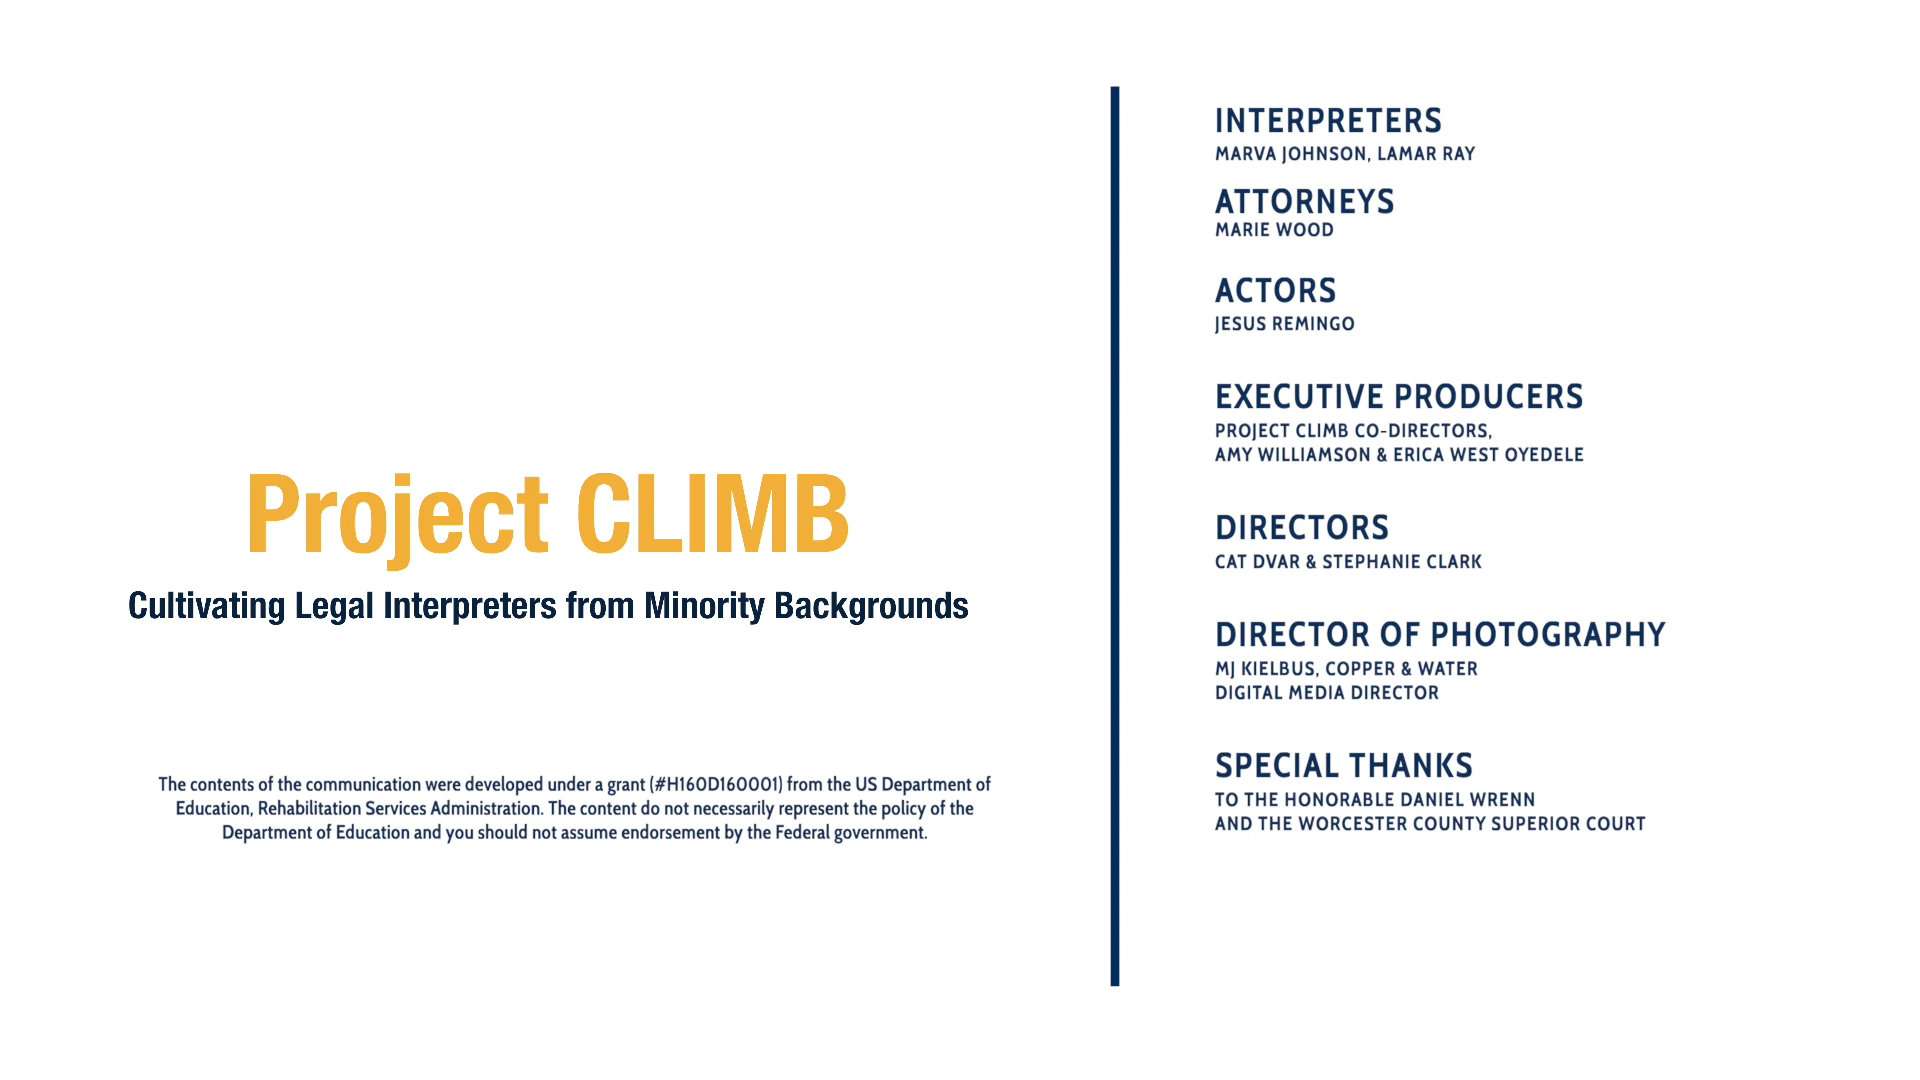 Project CLIMB
Cultivating Legal Interpreters from Minority Backgrounds
The contents of the communication were developed under a grant (#H160D160001) from the US Department of
Education, Rehabilitation Services Administration. The content do not necessarily represent the policy of the
Department of Education and you should not assume endorsement by the Federal government.
INTERPRETERS
MARVA JOHNSON, LAMAR RAY
ATTORNEYS
MARIE WOOD
ACTORS
JESUS REMINGO
EXECUTIVE PRODUCERS
PROJECT CLIMB CO-DIRECTORS,
AMY WILLIAMSON & ERICA WEST OYEDELE
DIRECTORS
CAT DVAR & STEPHANIE CLARK
DIRECTOR OF PHOTOGRAPHY
MJ KIELBUS, COPPER & WATER
DIGITAL MEDIA DIRECTOR
SPECIAL THANKS
TO THE HONORABLE DANIEL WRENN
AND THE WORCESTER COUNTY SUPERIOR COURT